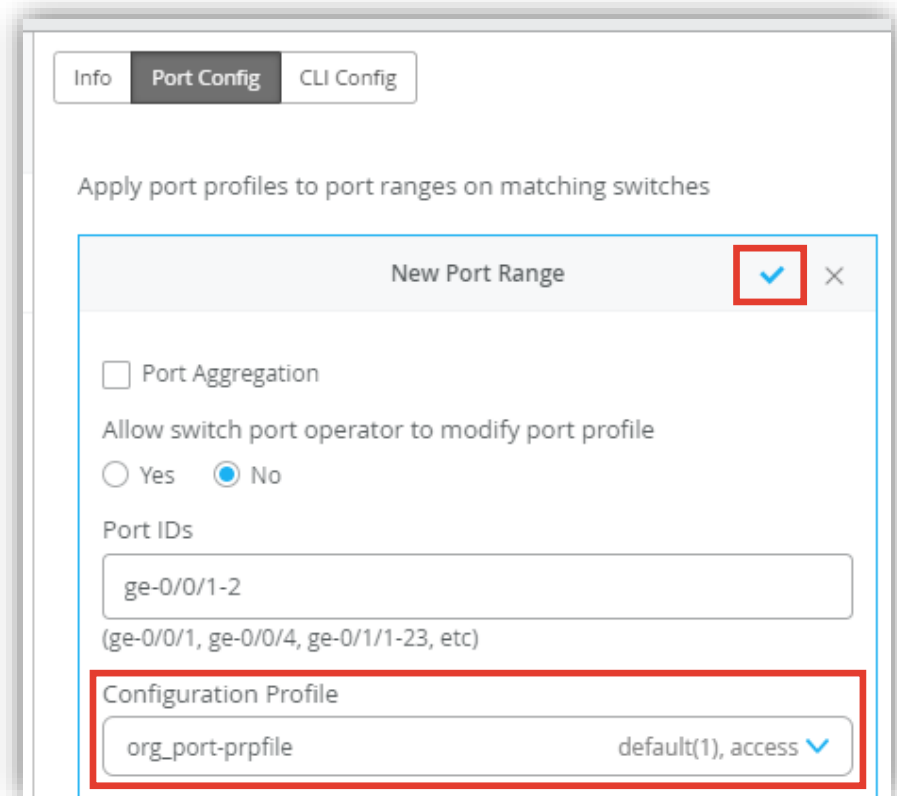 Info Port Config CLI Config
Apply port profiles to port ranges on matching switches
New Port Range
Port Aggregation
Allow switch port operator to modify port profile
Yes No
Port IDs
ge-0/0/1-2
(ge-0/0/1, ge-0/0/4, ge-0/1/1-23, etc)
Configuration Profile
org_port-prpfile default(1), access